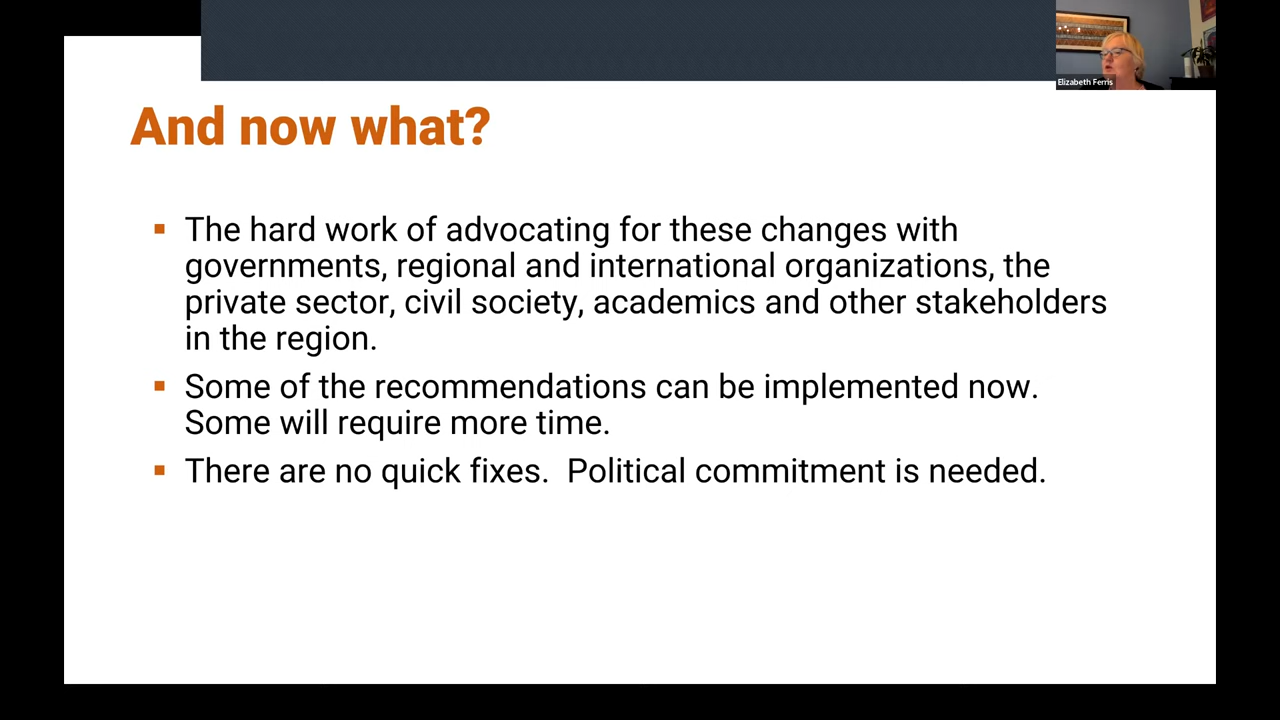 Elizabeth Ferris
And now what?
The hard work of advocating for these changes with
governments, regional and international organizations, the
private sector, civil society, academics and other stakeholders
in the region.
Some of the recommendations can be implemented now.
Some will require more time.
There are no quick fixes.  Political commitment is needed.